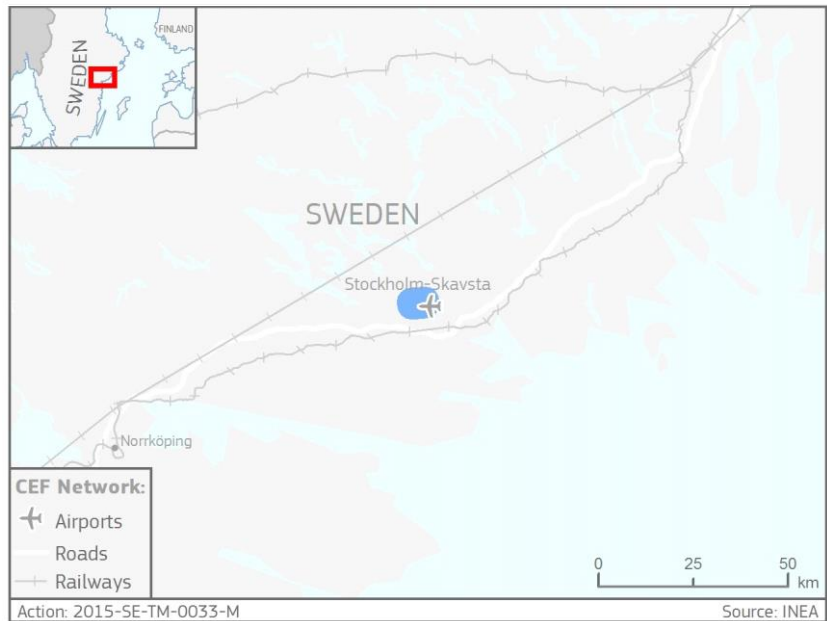 FINLAND
SWEDEN
SWEDEN
Stockholm-Skavsta
Norrköping
CEF Network:
Airports
Roads
Railways
0 25 50
km
Action: 2015-SE-TM-0033-M
Source: INEA